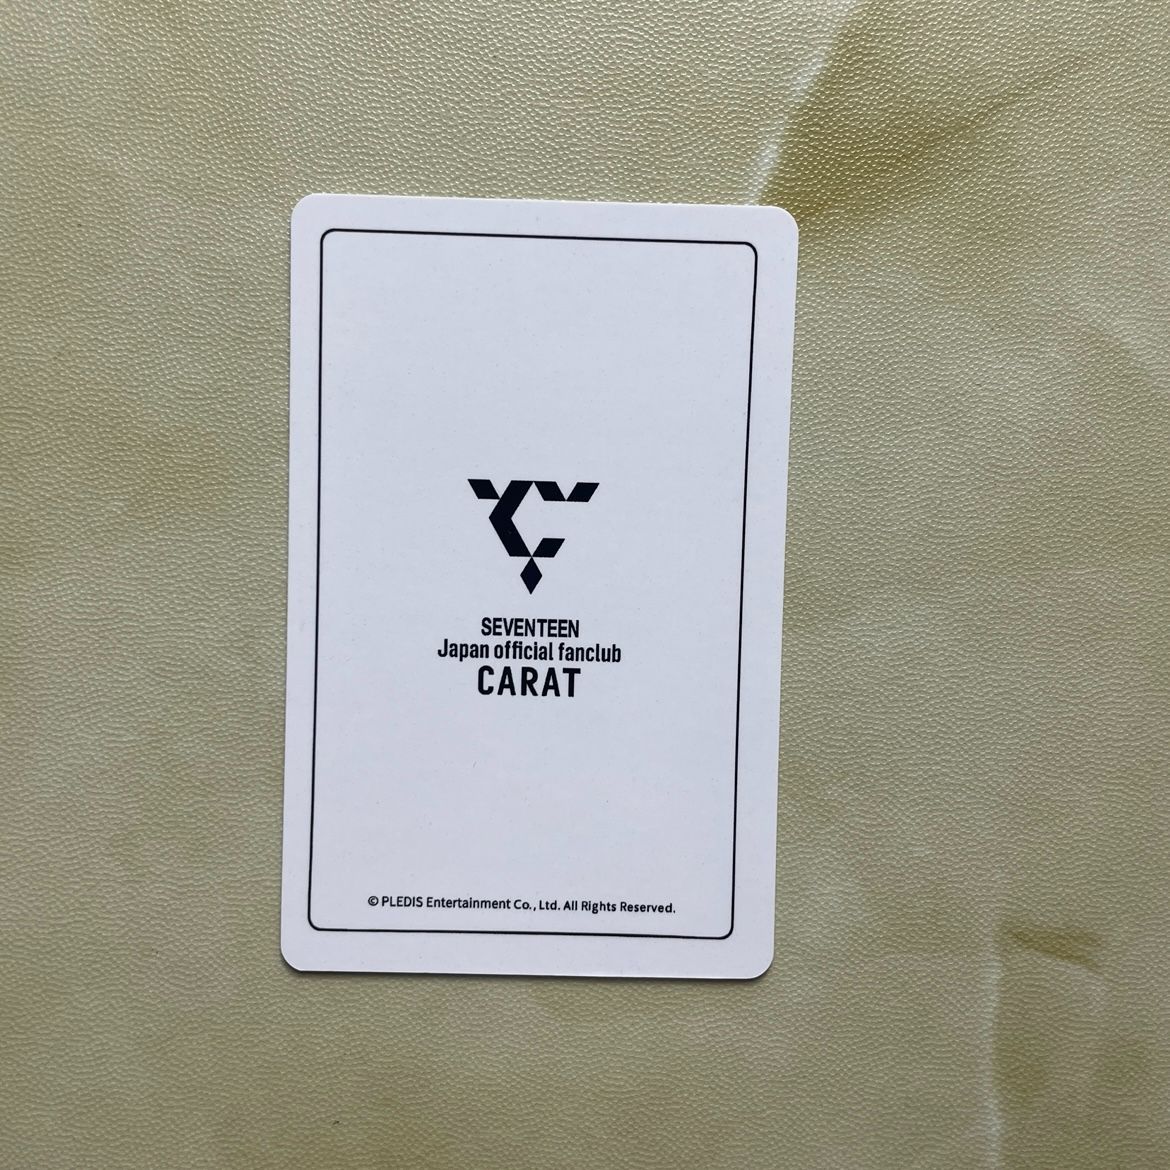 SEVENTEEN
Japan official fanclub
CARAT
© PLEDIS Entertainment Co., Ltd. All Rights Reserved.